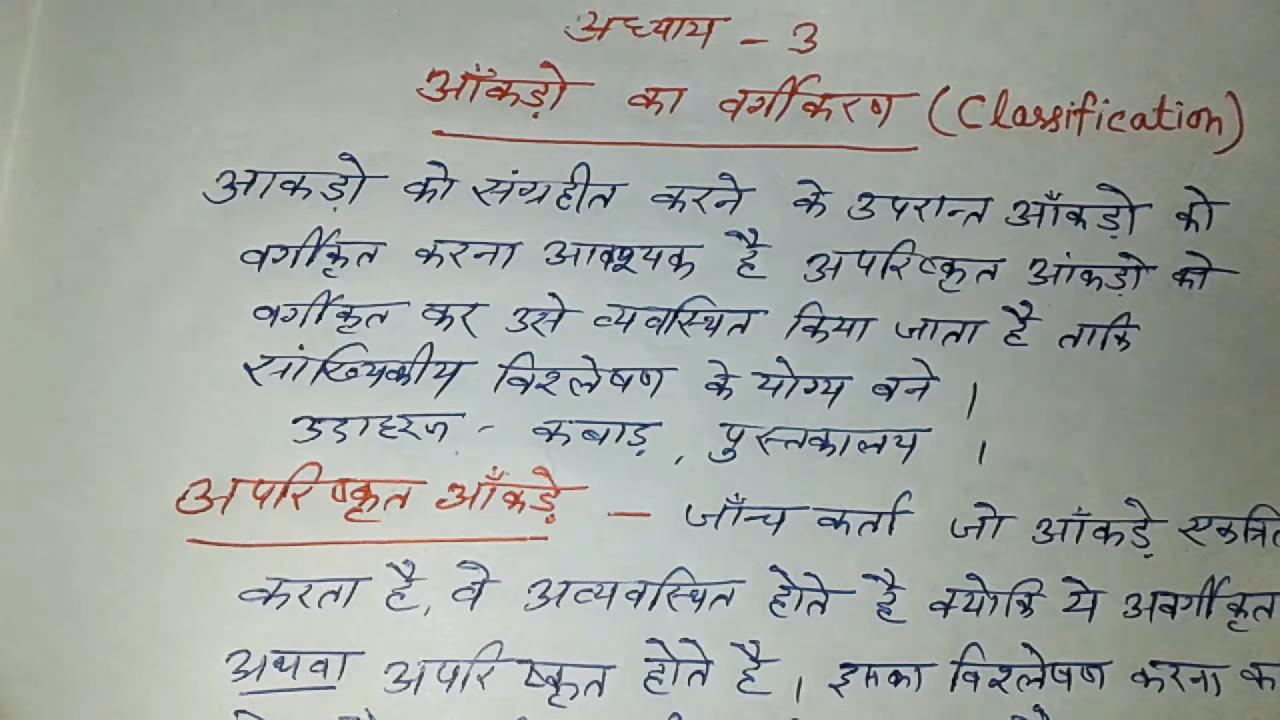 अध्याय - 3
आँकड़ो का वर्गीकरण (Classification)
आकड़ो को संग्रहीत करने के उपरान्त आँकड़ो को
वर्गीकृत करना आवश्यक है अपरिष्कृत आंकड़ो को
वर्गीकृत कर उसे व्यवस्थित किया जाता है ताकि
सांख्यिकीय विश्लेषण के योग्य बने ।
उदाहरण - कबाड़, पुस्तकालय ।
अपरिष्कृत आँकड़े - जाँच कर्ता जो आँकड़े एकत्रि
करता है, वे अव्यवस्थित होते है क्योकि ये अवर्गीकृत
अथवा अपरिष्कृत होते है। इसका विश्लेषण करना क